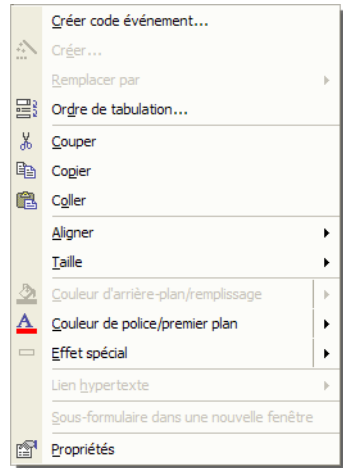 Créer code événement...
Créer...
Remplacer par
Ordre de tabulation...
Couper
Copier
Coller
Aligner
Taille
Couleur d'arrière-plan/remplissage
Couleur de police/premier plan
Effet spécial
Lien hypertexte
Sous-formulaire dans une nouvelle fenêtre
Propriétés